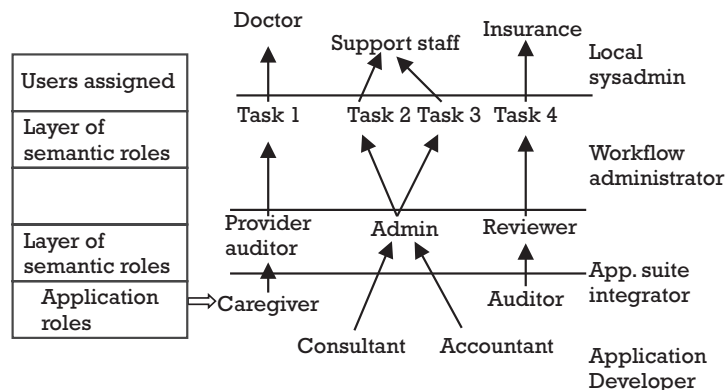 Doctor
Support staff
Insurance
Local
sysadmin
Users assigned
Task 1
Task 2
Task 3
Task 4
Layer of
semantic roles
Workflow
administrator
Provider
auditor
Admin
Reviewer
Layer of
semantic roles
App. suite
integrator
Application
roles
Caregiver
Auditor
Consultant
Accountant
Application
Developer